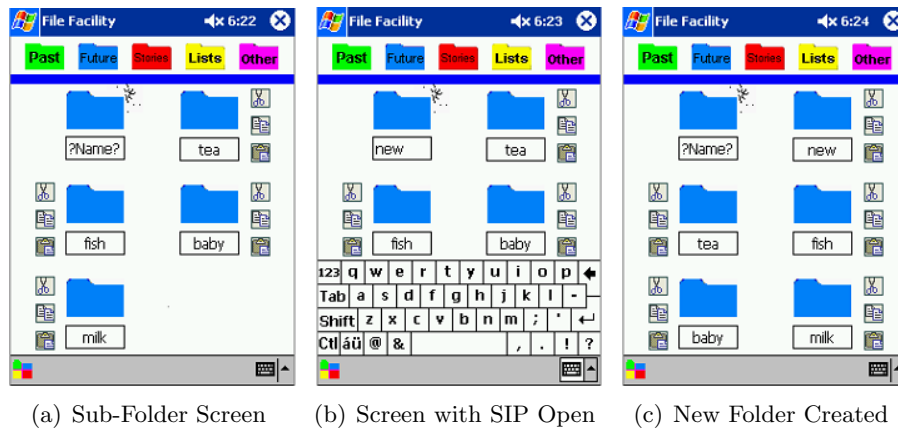 File Facility 6:22
Past Future Stories Lists Other
?Name? tea
fish baby
milk
(a) Sub-Folder Screen
File Facility 6:23
Past Future Stories Lists Other
new tea
fish baby
123 q w e r t y u i o p
Tab a s d f g h j k l -
Shift z x c v b n m ; '
Ctl áü @ & , . ! ?
(b) Screen with SIP Open
File Facility 6:24
Past Future Stories Lists Other
?Name? new
tea fish
baby milk
(c) New Folder Created